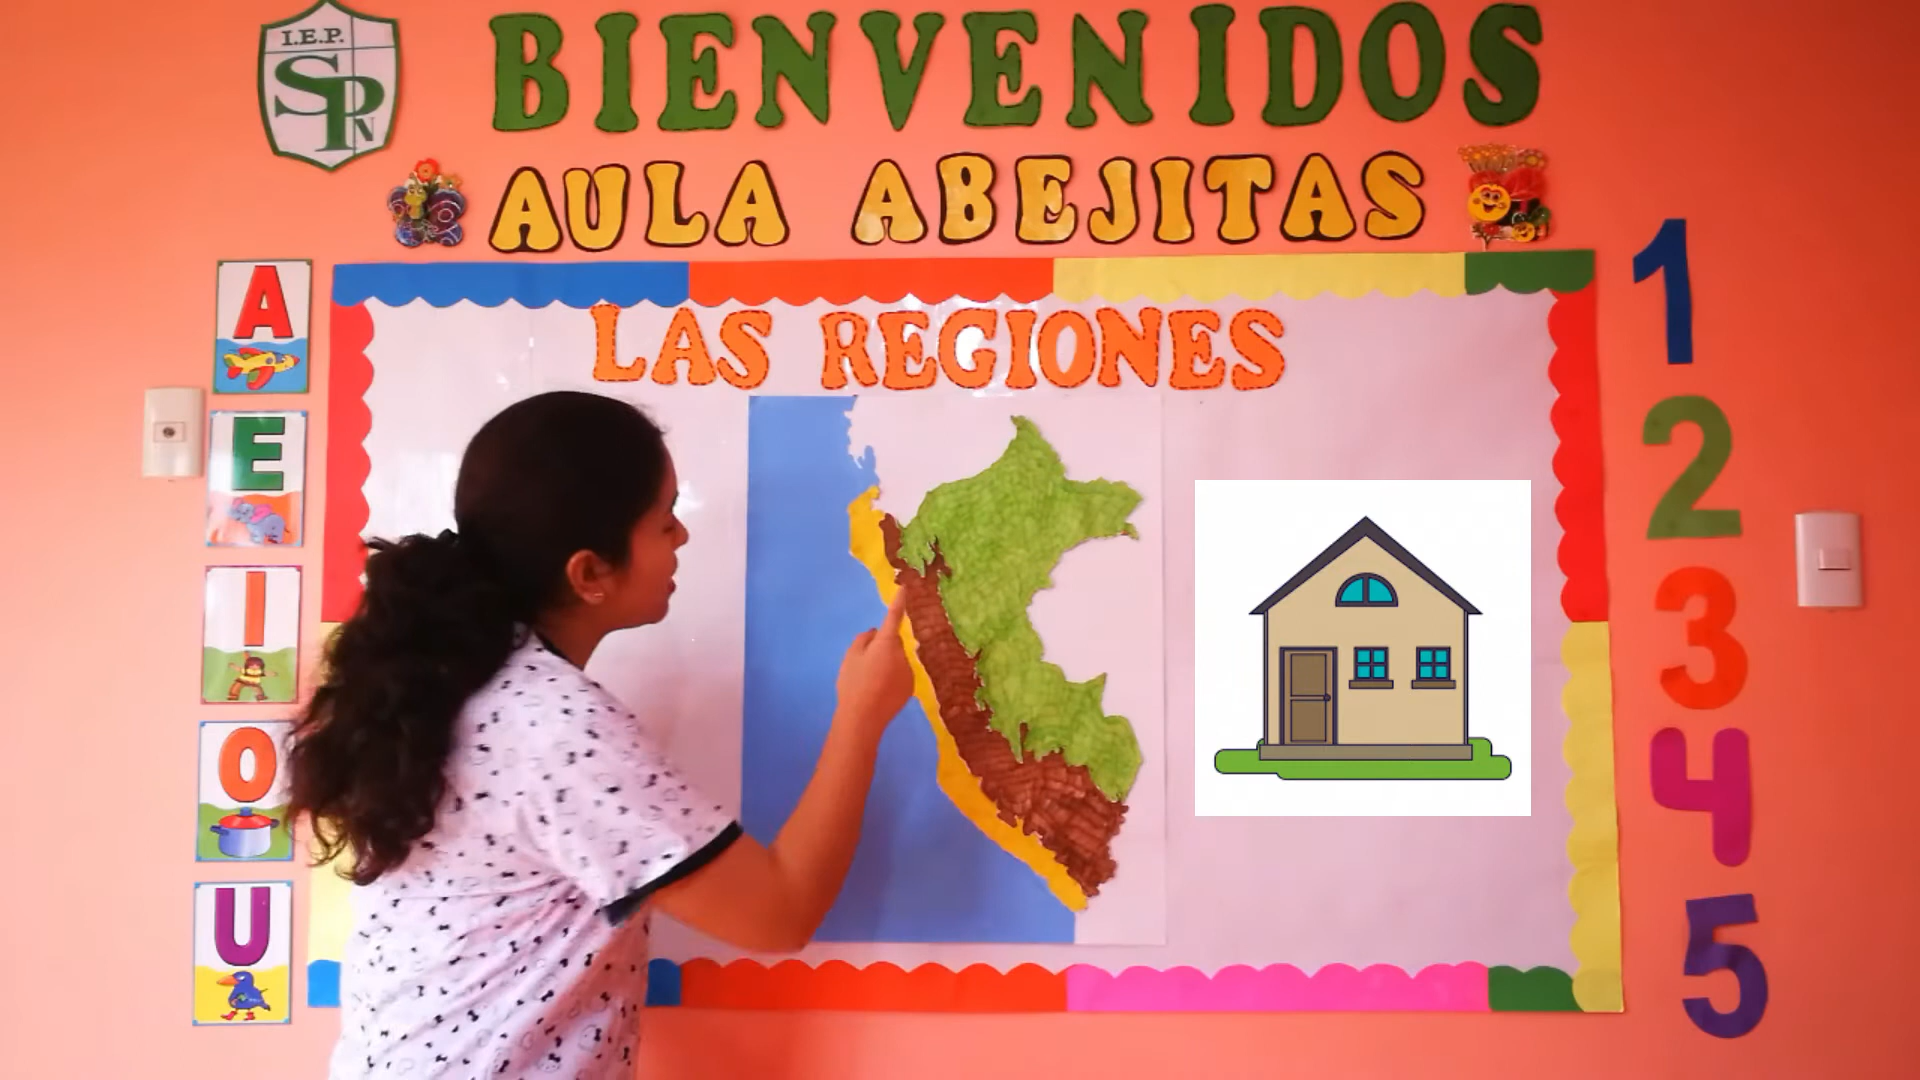 I.E.P.
SPN
BIENVENIDOS
AULA ABEJITAS
LAS REGIONES
A
E
I
O
U
1
2
3
4
5